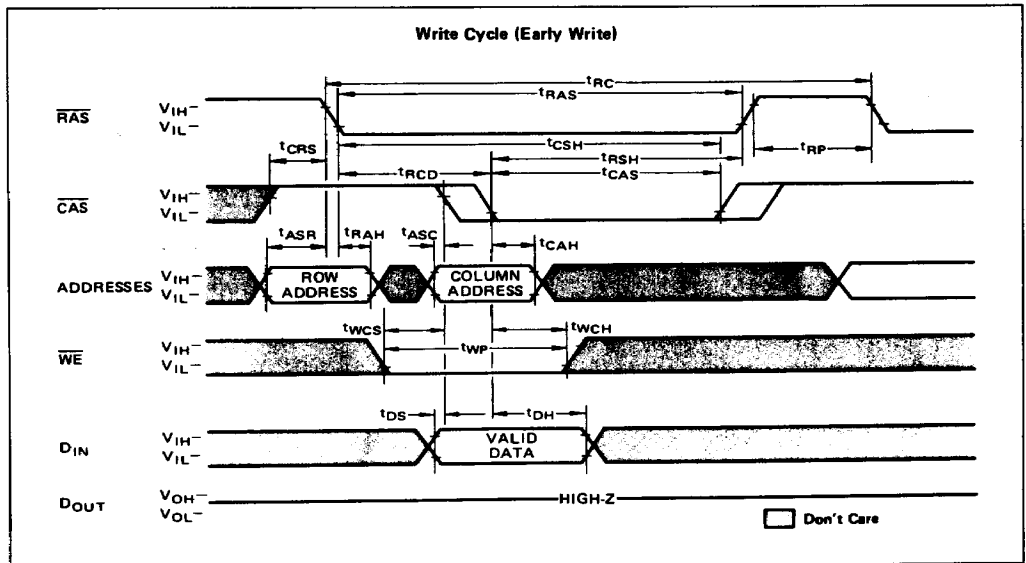 Write Cycle (Early Write)
tRC
tRAS
RAS
VIH–
VIL–
tCSH
tCRS
tRSH
tRP
tRCD
tCAS
CAS
VIH–
VIL–
tASR
tRAH
tASC
tCAH
ADDRESSES
VIH–
VIL–
ROW
ADDRESS
COLUMN
ADDRESS
tWCS
tWCH
tWP
WE
VIH–
VIL–
tDS
tDH
DIN
VIH–
VIL–
VALID
DATA
DOUT
VOH–
VOL–
HIGH-Z
Don't Care